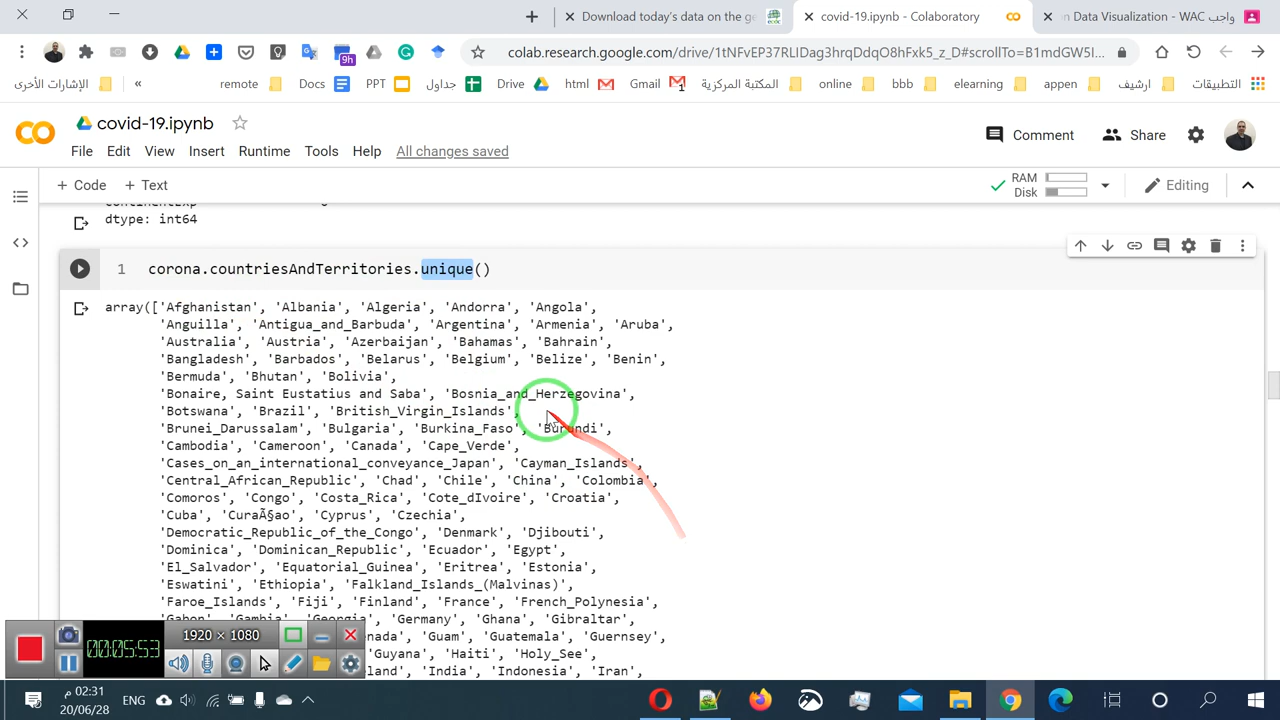 Download today's data on the ge
covid-19.ipynb - Colaboratory
واجب Data Visualization - WAC
colab.research.google.com/drive/1tNFvEP37RLIDag3hrqDdqO8hFxk5_z_D#scrollTo=B1mdGW5I...
9h
الإشارات الأخرى
«
remote
Docs
PPT
جداول
Drive
html
Gmail
المكتبة المركزية
online
bbb
elearning
appen
ارشيف
التطبيقات
covid-19.ipynb
Comment
Share
File Edit View Insert Runtime Tools Help All changes saved
+ Code + Text
RAM
Disk
Editing
dtype: int64
1 corona.countriesAndTerritories.unique()
array(['Afghanistan', 'Albania', 'Algeria', 'Andorra', 'Angola',
'Anguilla', 'Antigua_and_Barbuda', 'Argentina', 'Armenia', 'Aruba',
'Australia', 'Austria', 'Azerbaijan', 'Bahamas', 'Bahrain',
'Bangladesh', 'Barbados', 'Belarus', 'Belgium', 'Belize', 'Benin',
'Bermuda', 'Bhutan', 'Bolivia',
'Bonaire, Saint Eustatius and Saba', 'Bosnia_and_Herzegovina',
'Botswana', 'Brazil', 'British_Virgin_Islands',
'Brunei_Darussalam', 'Bulgaria', 'Burkina_Faso', 'Burundi',
'Cambodia', 'Cameroon', 'Canada', 'Cape_Verde',
'Cases_on_an_international_conveyance_Japan', 'Cayman_Islands',
'Central_African_Republic', 'Chad', 'Chile', 'China', 'Colombia',
'Comoros', 'Congo', 'Costa_Rica', 'Cote_dIvoire', 'Croatia',
'Cuba', 'CuraÃ§ao', 'Cyprus', 'Czechia',
'Democratic_Republic_of_the_Congo', 'Denmark', 'Djibouti',
'Dominica', 'Dominican_Republic', 'Ecuador', 'Egypt',
'El_Salvador', 'Equatorial_Guinea', 'Eritrea', 'Estonia',
'Eswatini', 'Ethiopia', 'Falkland_Islands_(Malvinas)',
'Faroe_Islands', 'Fiji', 'Finland', 'France', 'French_Polynesia',
'Gabon', 'Gambia', 'Georgia', 'Germany', 'Ghana', 'Gibraltar',
'Guam', 'Guatemala', 'Guernsey',
'Guyana', 'Haiti', 'Holy_See',
'India', 'Indonesia', 'Iran',
1920 × 1080
00:05:53
02:31 م
20/06/28
ENG